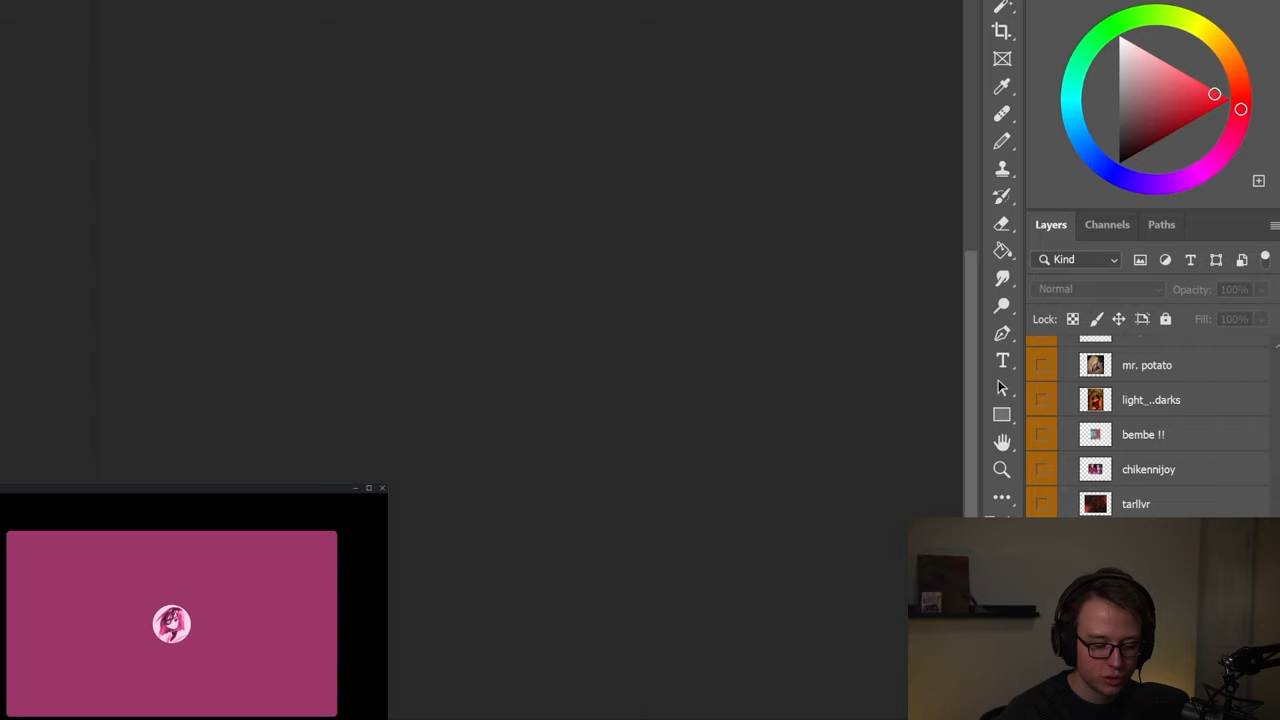 Layers Channels Paths
Kind
Normal Opacity: 100%
Lock: Fill: 100%
mr. potato
light_..darks
bembe !!
chikennijoy
tarllvr